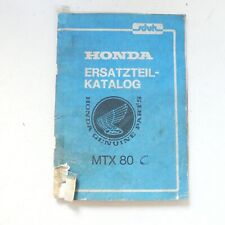 HONDA
ERSATZTEIL-
KATALOG
HONDA GENUINE PARTS
MTX 80 C